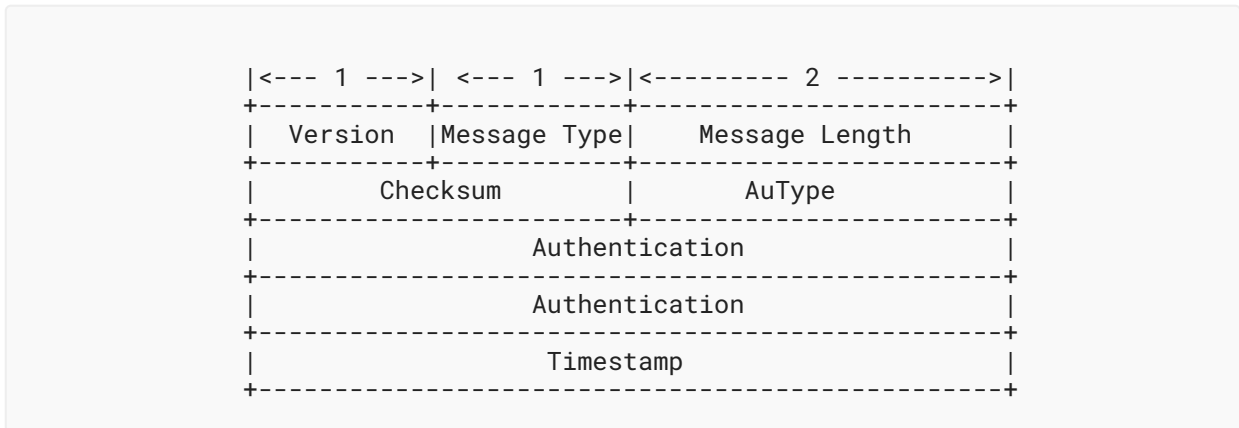 |<--- 1 --->| <--- 1 --->|<--------- 2 ---------->|
+-----------+------------+------------------------+
|  Version  |Message Type|    Message Length      |
+-----------+------------+------------------------+
|        Checksum        |       AuType           |
+------------------------+------------------------+
|                  Authentication                 |
+-------------------------------------------------+
|                  Authentication                 |
+-------------------------------------------------+
|                   Timestamp                     |
+-------------------------------------------------+